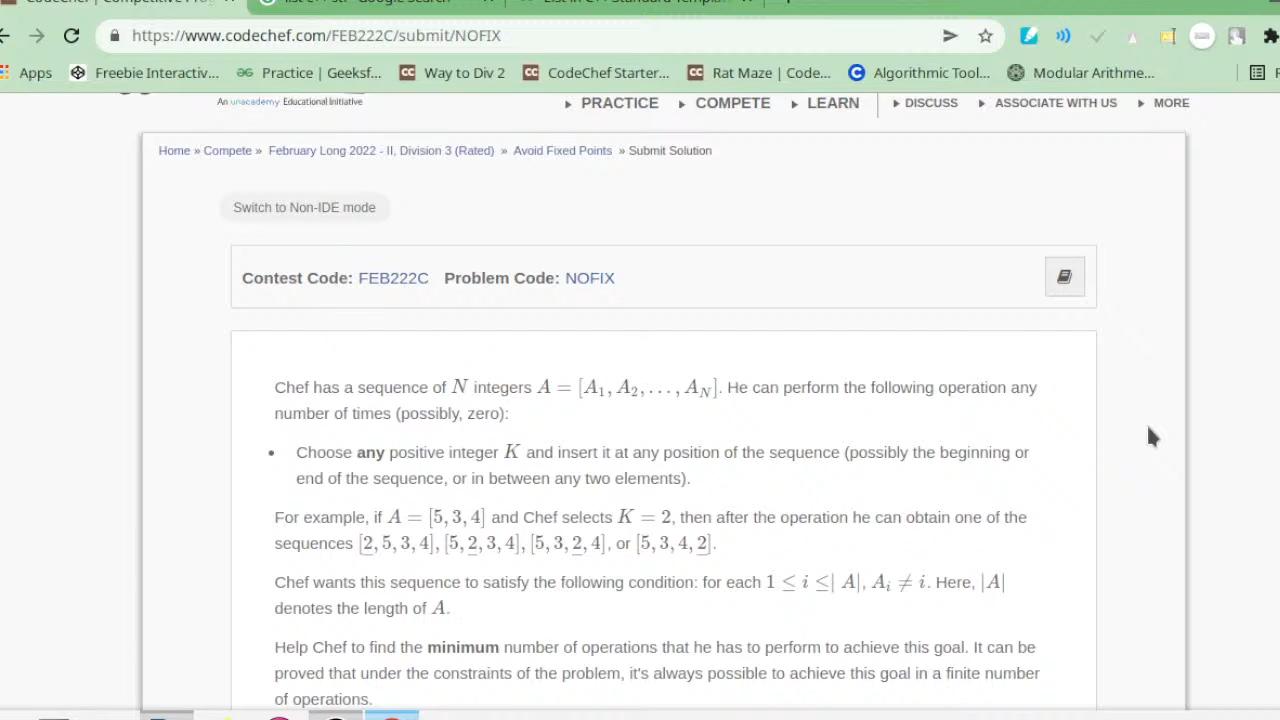 https://www.codechef.com/FEB222C/submit/NOFIX
Apps Freebie Interactiv... Practice | Geeksf... Way to Div 2 CodeChef Starter... Rat Maze | Code... Algorithmic Tool... Modular Arithme...
An unacademy Educational Initiative
PRACTICE COMPETE LEARN DISCUSS ASSOCIATE WITH US MORE
Home » Compete » February Long 2022 - II, Division 3 (Rated) » Avoid Fixed Points » Submit Solution
Switch to Non-IDE mode
Contest Code: FEB222C Problem Code: NOFIX
Chef has a sequence of N integers A = [A₁, A₂, . . . , A_N]. He can perform the following operation any
number of times (possibly, zero):
• Choose any positive integer K and insert it at any position of the sequence (possibly the beginning or
end of the sequence, or in between any two elements).
For example, if A = [5, 3, 4] and Chef selects K = 2, then after the operation he can obtain one of the
sequences [2, 5, 3, 4], [5, 2, 3, 4], [5, 3, 2, 4], or [5, 3, 4, 2].
Chef wants this sequence to satisfy the following condition: for each 1 ≤ i ≤| A|, Aᵢ ≠ i. Here, |A|
denotes the length of A.
Help Chef to find the minimum number of operations that he has to perform to achieve this goal. It can be
proved that under the constraints of the problem, it's always possible to achieve this goal in a finite number
of operations.